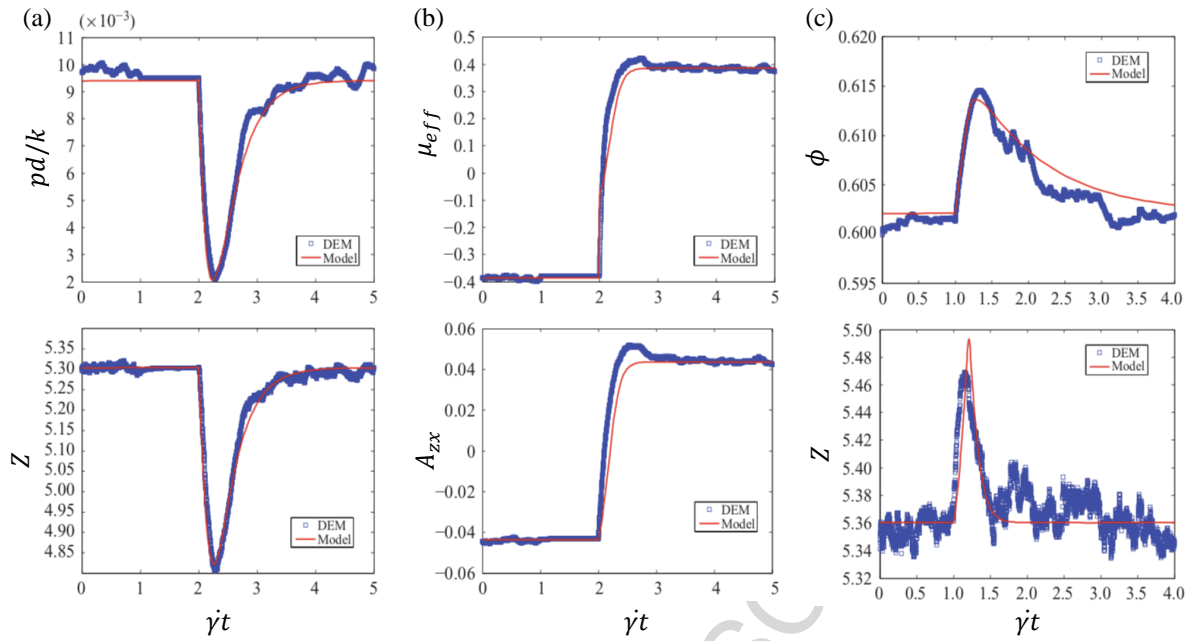 (a)
(×10⁻³)
11
10
9
8
7
6
5
4
3
2
pd/k
DEM
Model
0 1 2 3 4 5
(b)
0.5
0.4
0.3
0.2
0.1
0
−0.1
−0.2
−0.3
−0.4
μeff
DEM
Model
0 1 2 3 4 5
(c)
0.620
0.615
0.610
0.605
0.600
0.595
ϕ
DEM
Model
0 0.5 1.0 1.5 2.0 2.5 3.0 3.5 4.0
5.35
5.30
5.25
5.20
5.15
5.10
5.05
5.00
4.95
4.90
4.85
Z
DEM
Model
0 1 2 3 4 5
γ̇t
0.06
0.04
0.02
0
−0.02
−0.04
−0.06
Azx
DEM
Model
0 1 2 3 4 5
γ̇t
5.50
5.48
5.46
5.44
5.42
5.40
5.38
5.36
5.34
5.32
Z
DEM
Model
0 0.5 1.0 1.5 2.0 2.5 3.0 3.5 4.0
γ̇t